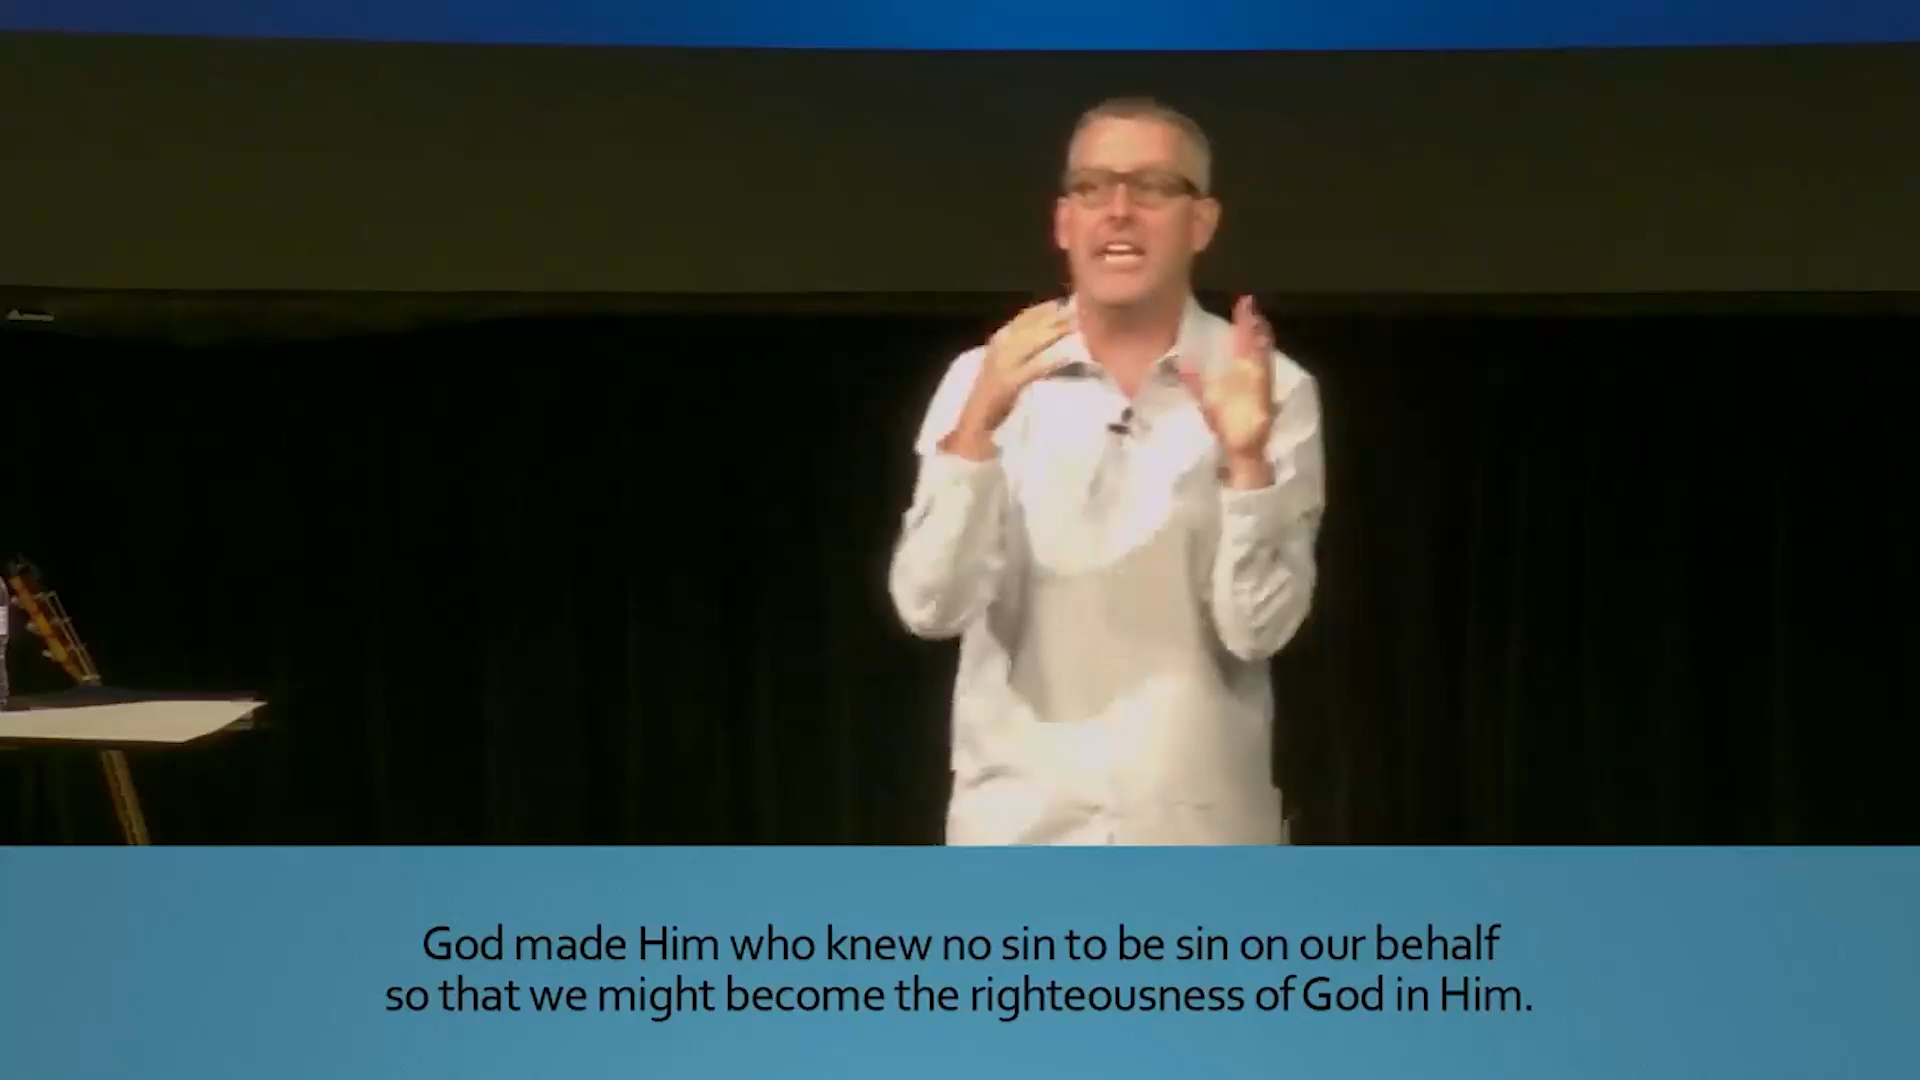 God made Him who knew no sin to be sin on our behalf
so that we might become the righteousness of God in Him.